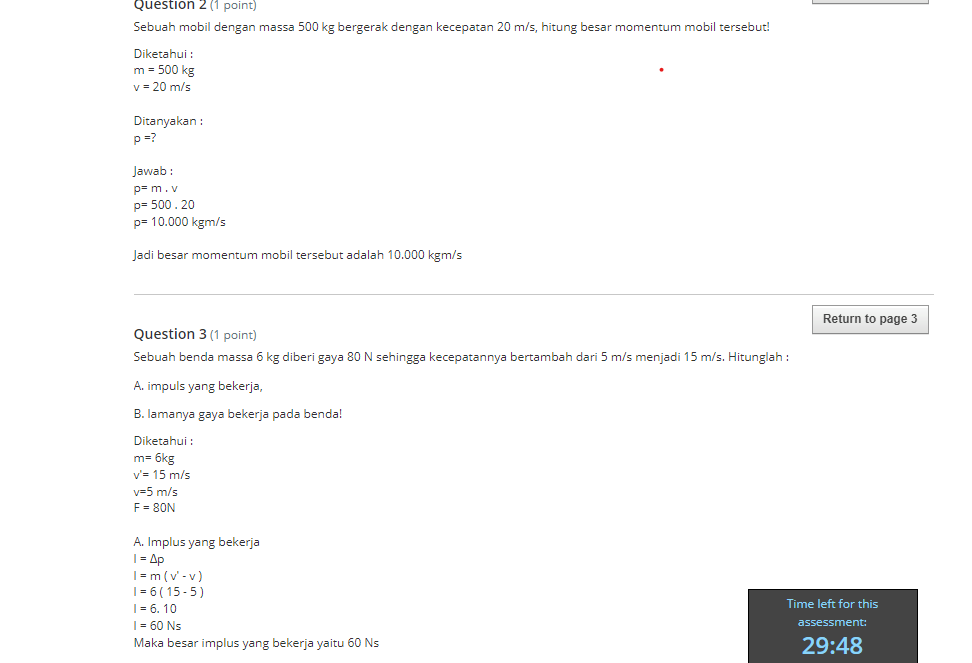 Question 2 (1 point)
Sebuah mobil dengan massa 500 kg bergerak dengan kecepatan 20 m/s, hitung besar momentum mobil tersebut!
Diketahui :
m = 500 kg
v = 20 m/s
Ditanyakan :
p =?
Jawab :
p= m . v
p= 500 . 20
p= 10.000 kgm/s
Jadi besar momentum mobil tersebut adalah 10.000 kgm/s
Return to page 3
Question 3 (1 point)
Sebuah benda massa 6 kg diberi gaya 80 N sehingga kecepatannya bertambah dari 5 m/s menjadi 15 m/s. Hitunglah :
A. impuls yang bekerja,
B. lamanya gaya bekerja pada benda!
Diketahui :
m= 6kg
v'= 15 m/s
v=5 m/s
F = 80N
A. Implus yang bekerja
I = Δp
I = m ( v' - v )
I = 6 ( 15 - 5 )
I = 6. 10
I = 60 Ns
Maka besar implus yang bekerja yaitu 60 Ns
Time left for this
assessment:
29:48